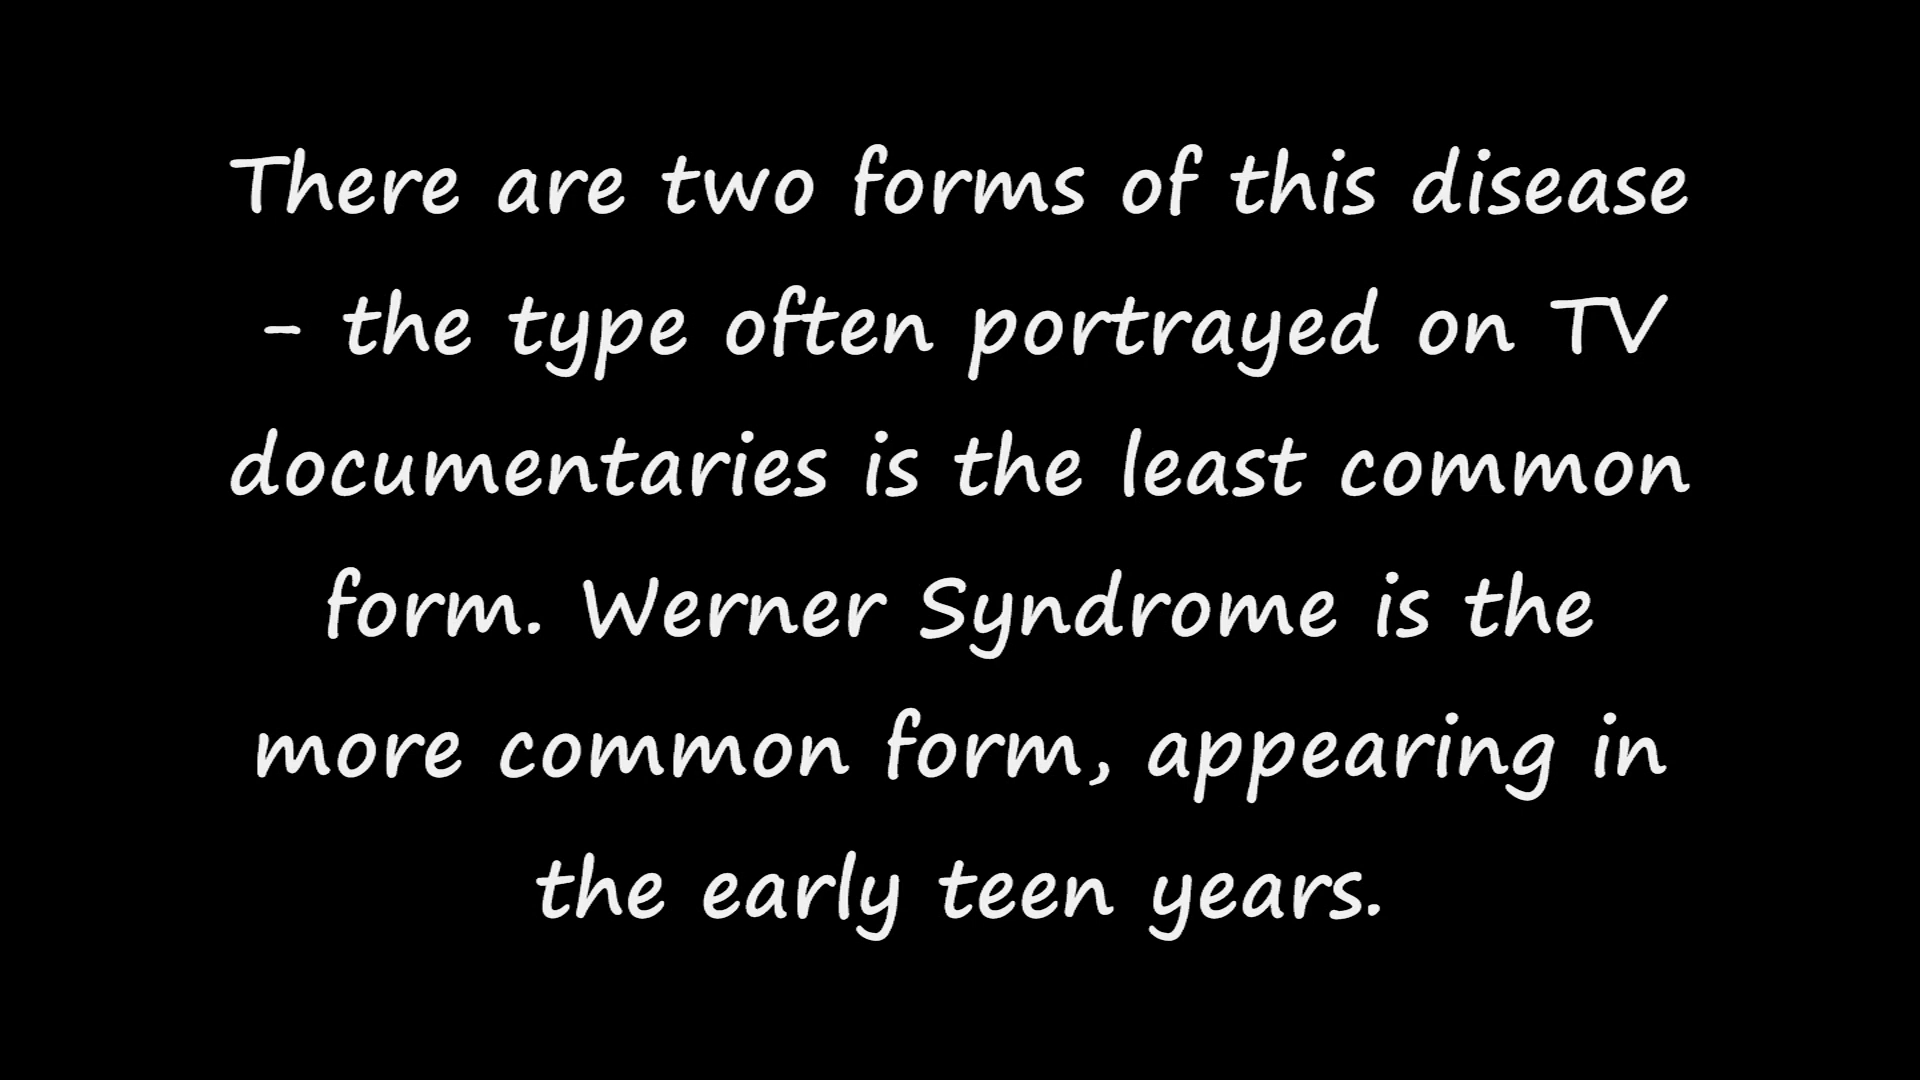 There are two forms of this disease
- the type often portrayed on TV
documentaries is the least common
form. Werner Syndrome is the
more common form, appearing in
the early teen years.